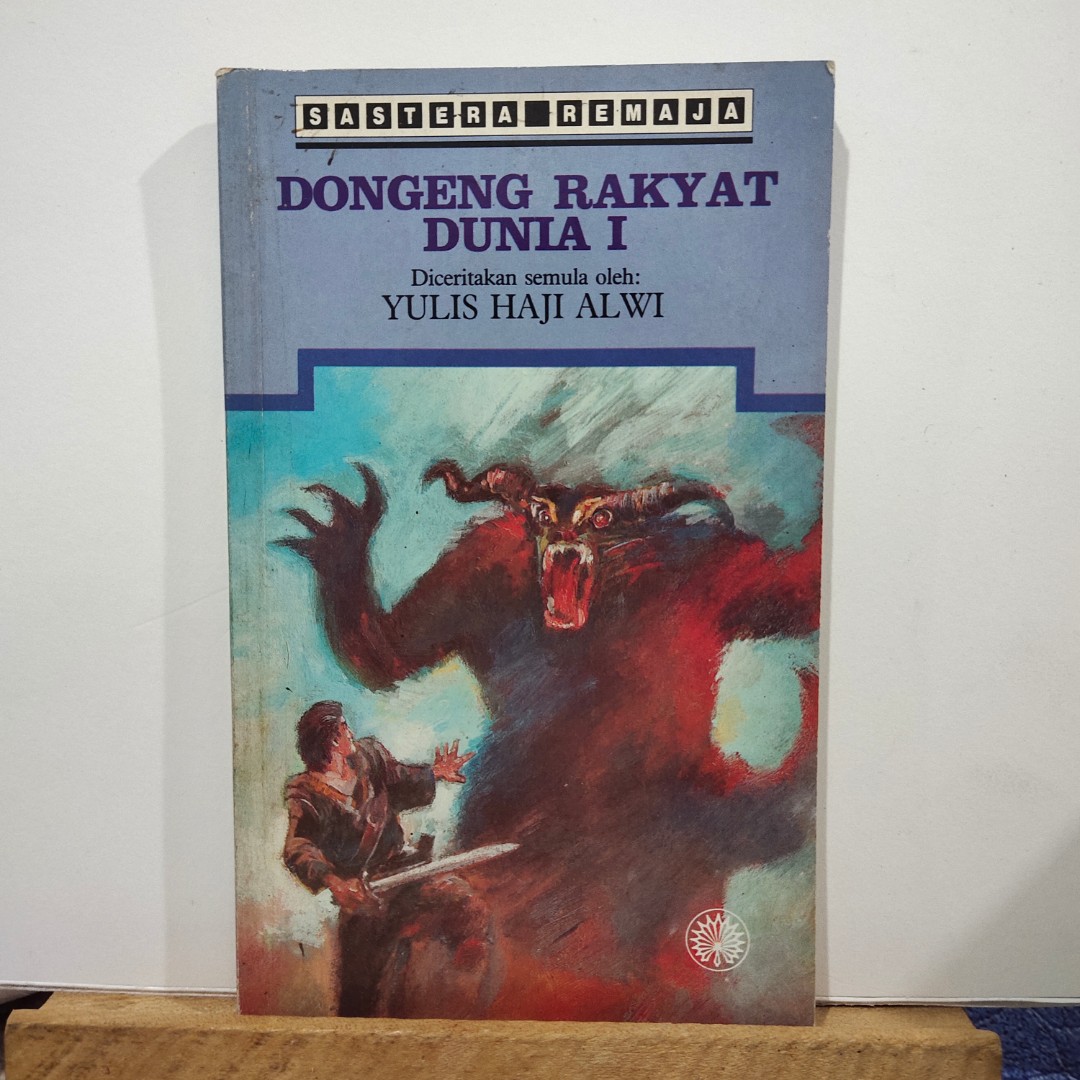 SASTERA REMAJA
DONGENG RAKYAT
DUNIA I
Diceritakan semula oleh:
YULIS HAJI ALWI